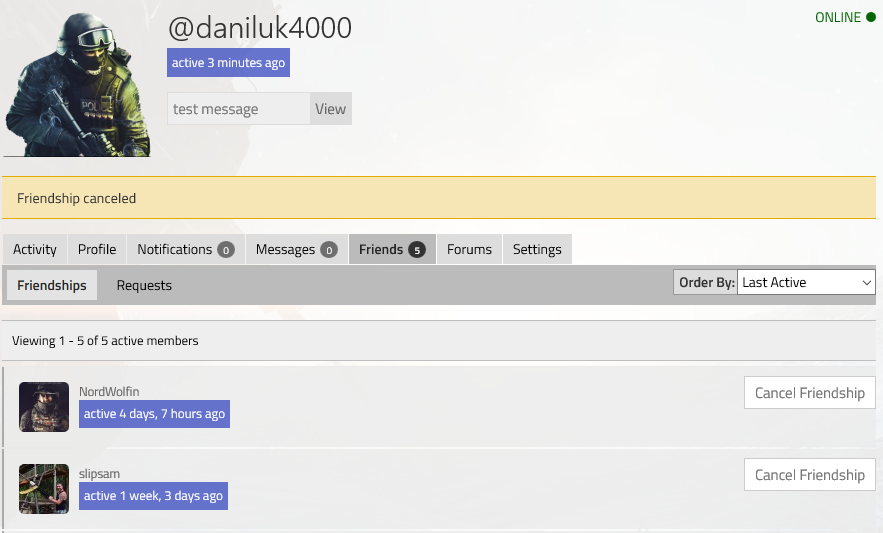 @daniluk4000
ONLINE
active 3 minutes ago
test message View
POLICE
Friendship canceled
Activity Profile Notifications 0 Messages 0 Friends 5 Forums Settings
Friendships Requests Order By: Last Active
Viewing 1 - 5 of 5 active members
NordWolfin
Cancel Friendship
active 4 days, 7 hours ago
slipsam
Cancel Friendship
active 1 week, 3 days ago